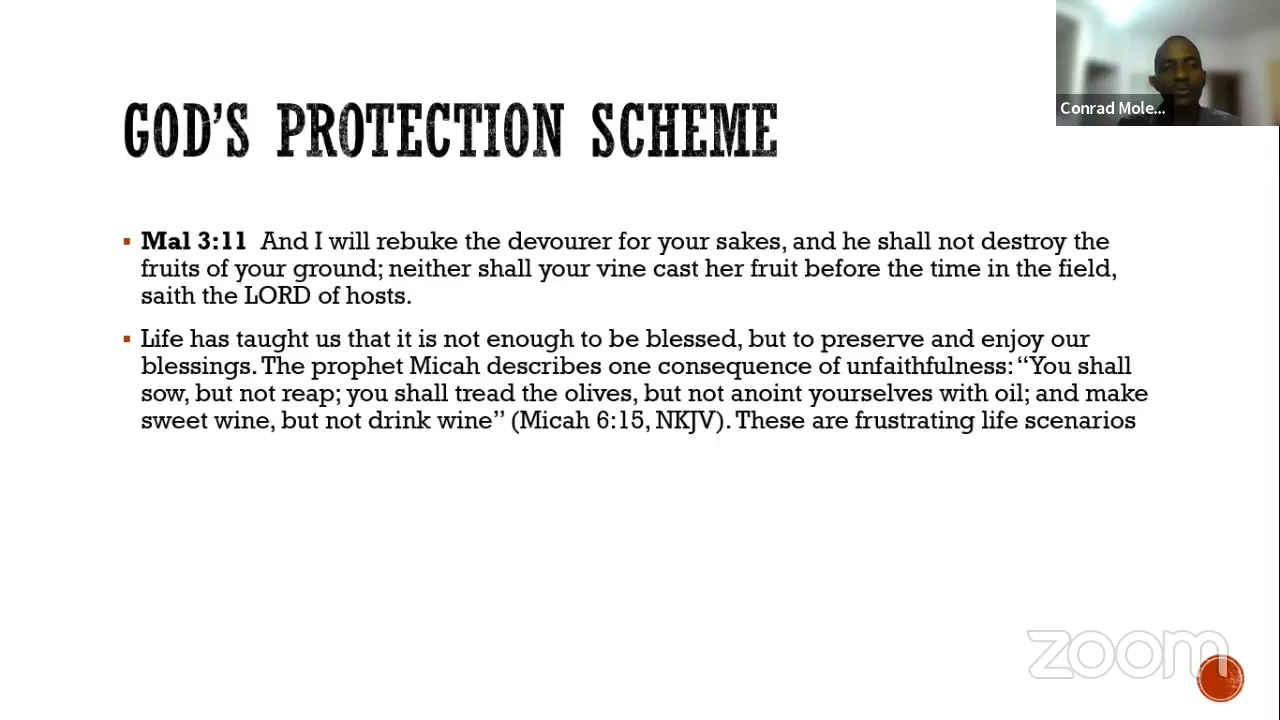 Conrad Mole...
GOD'S PROTECTION SCHEME
▪ Mal 3:11 And I will rebuke the devourer for your sakes, and he shall not destroy the
fruits of your ground; neither shall your vine cast her fruit before the time in the field,
saith the LORD of hosts.
▪ Life has taught us that it is not enough to be blessed, but to preserve and enjoy our
blessings. The prophet Micah describes one consequence of unfaithfulness: “You shall
sow, but not reap; you shall tread the olives, but not anoint yourselves with oil; and make
sweet wine, but not drink wine” (Micah 6:15, NKJV). These are frustrating life scenarios
zoom